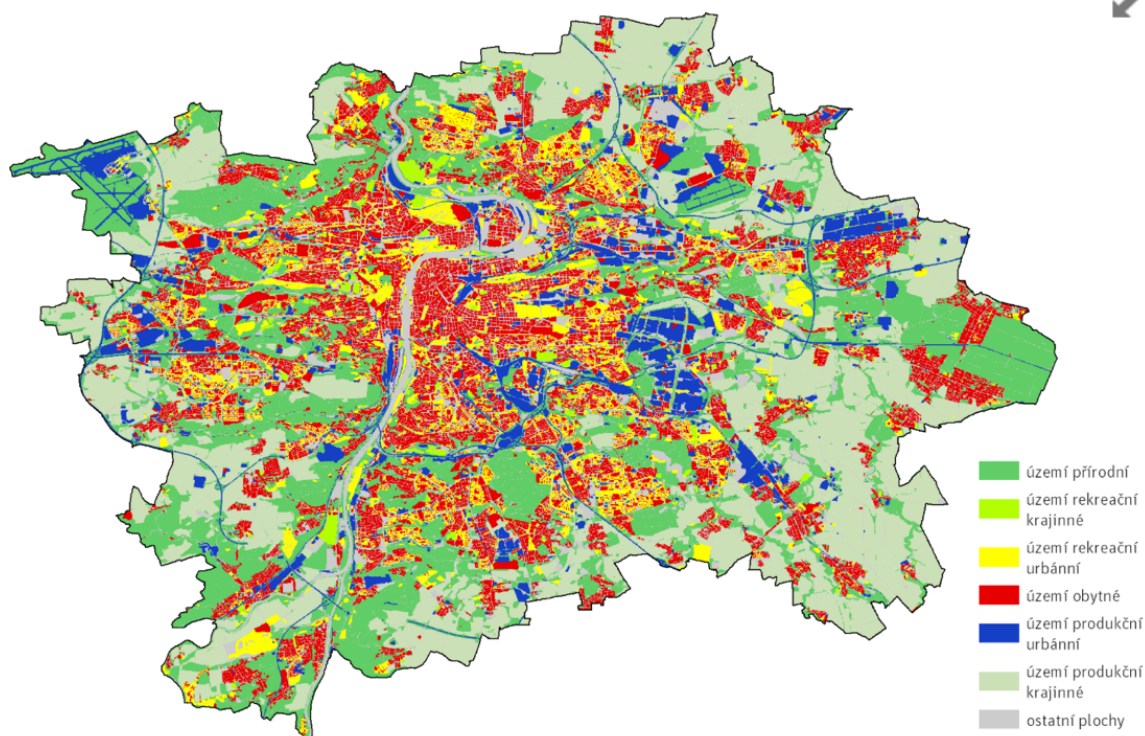 území přírodní
území rekreační
krajinné
území rekreační
urbánní
území obytné
území produkční
urbánní
území produkční
krajinné
ostatní plochy